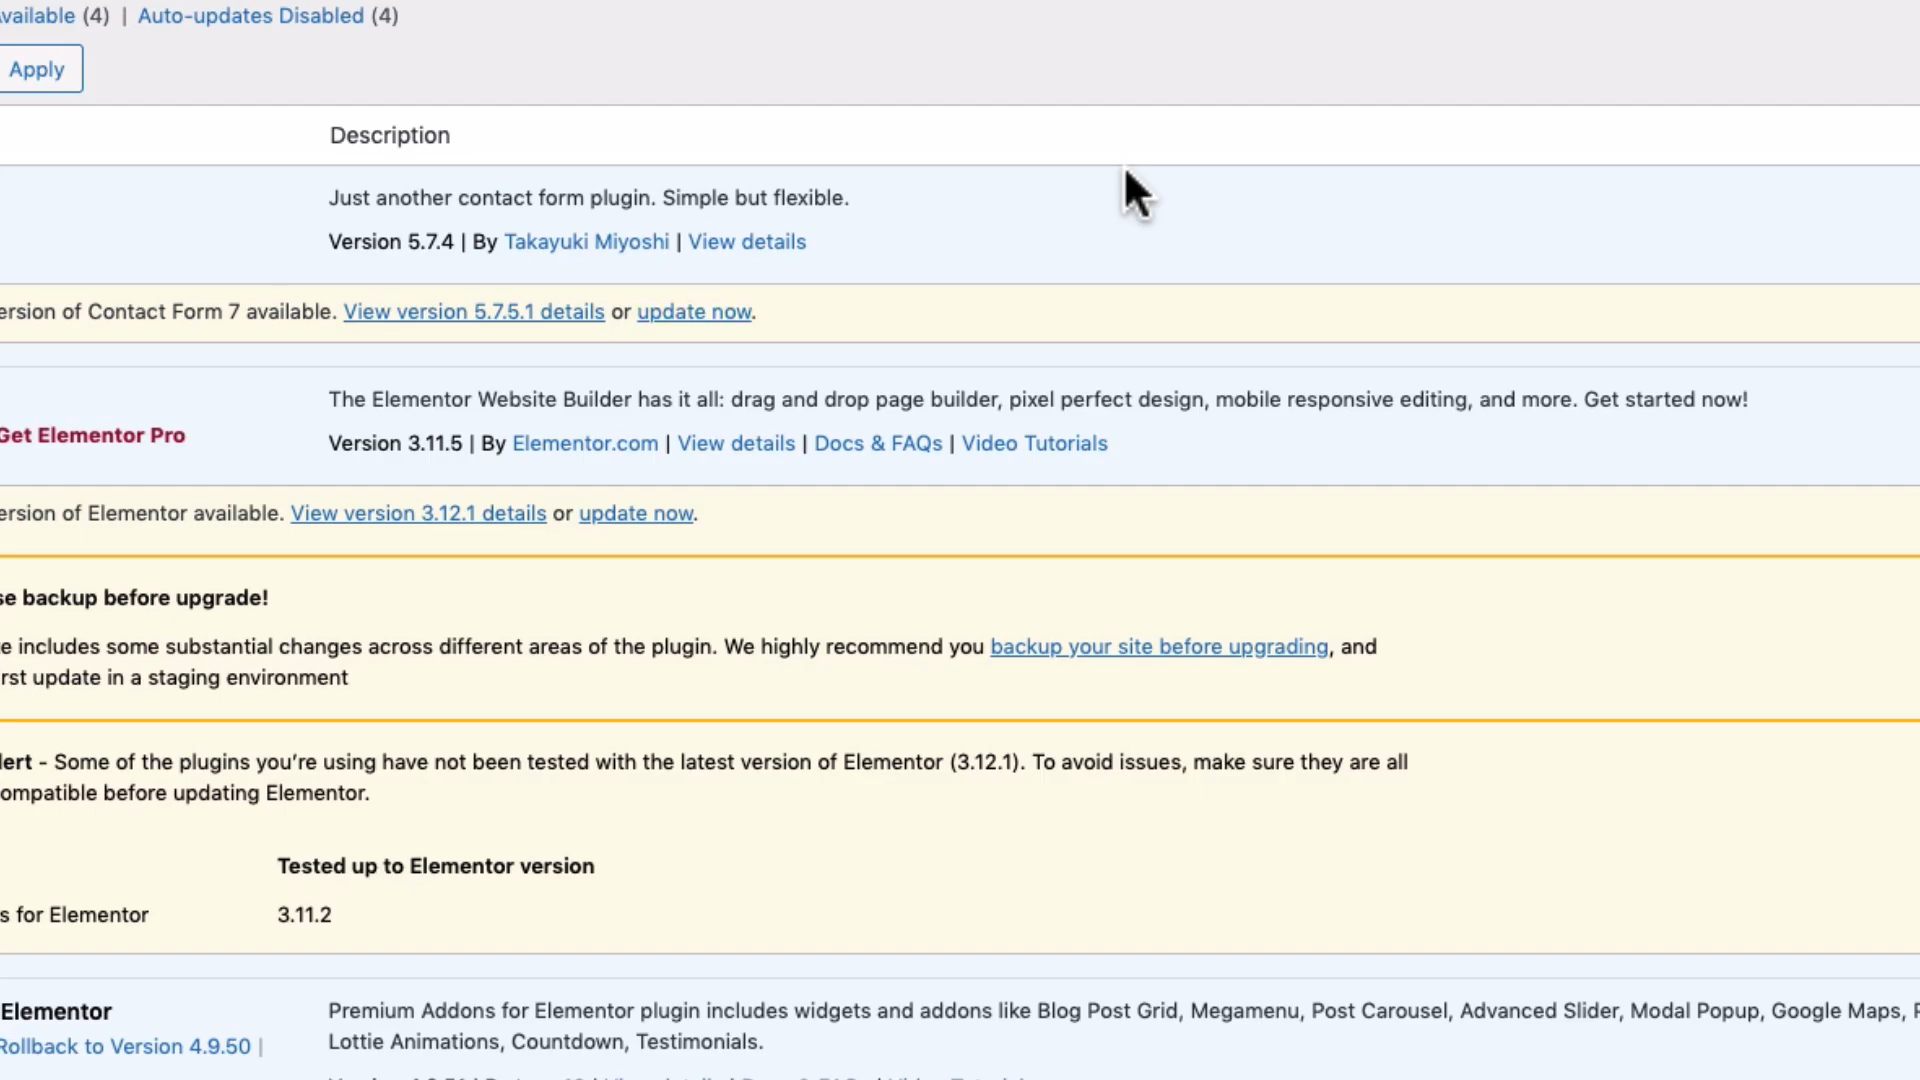 vailable (4) | Auto-updates Disabled (4)
Apply
Description
Just another contact form plugin. Simple but flexible.
Version 5.7.4 | By Takayuki Miyoshi | View details
ersion of Contact Form 7 available. View version 5.7.5.1 details or update now.
The Elementor Website Builder has it all: drag and drop page builder, pixel perfect design, mobile responsive editing, and more. Get started now!
Get Elementor Pro
Version 3.11.5 | By Elementor.com | View details | Docs & FAQs | Video Tutorials
ersion of Elementor available. View version 3.12.1 details or update now.
se backup before upgrade!
e includes some substantial changes across different areas of the plugin. We highly recommend you backup your site before upgrading, and
rst update in a staging environment
lert - Some of the plugins you're using have not been tested with the latest version of Elementor (3.12.1). To avoid issues, make sure they are all
ompatible before updating Elementor.
Tested up to Elementor version
s for Elementor 3.11.2
Elementor
Premium Addons for Elementor plugin includes widgets and addons like Blog Post Grid, Megamenu, Post Carousel, Advanced Slider, Modal Popup, Google Maps,
Rollback to Version 4.9.50 |
Lottie Animations, Countdown, Testimonials.